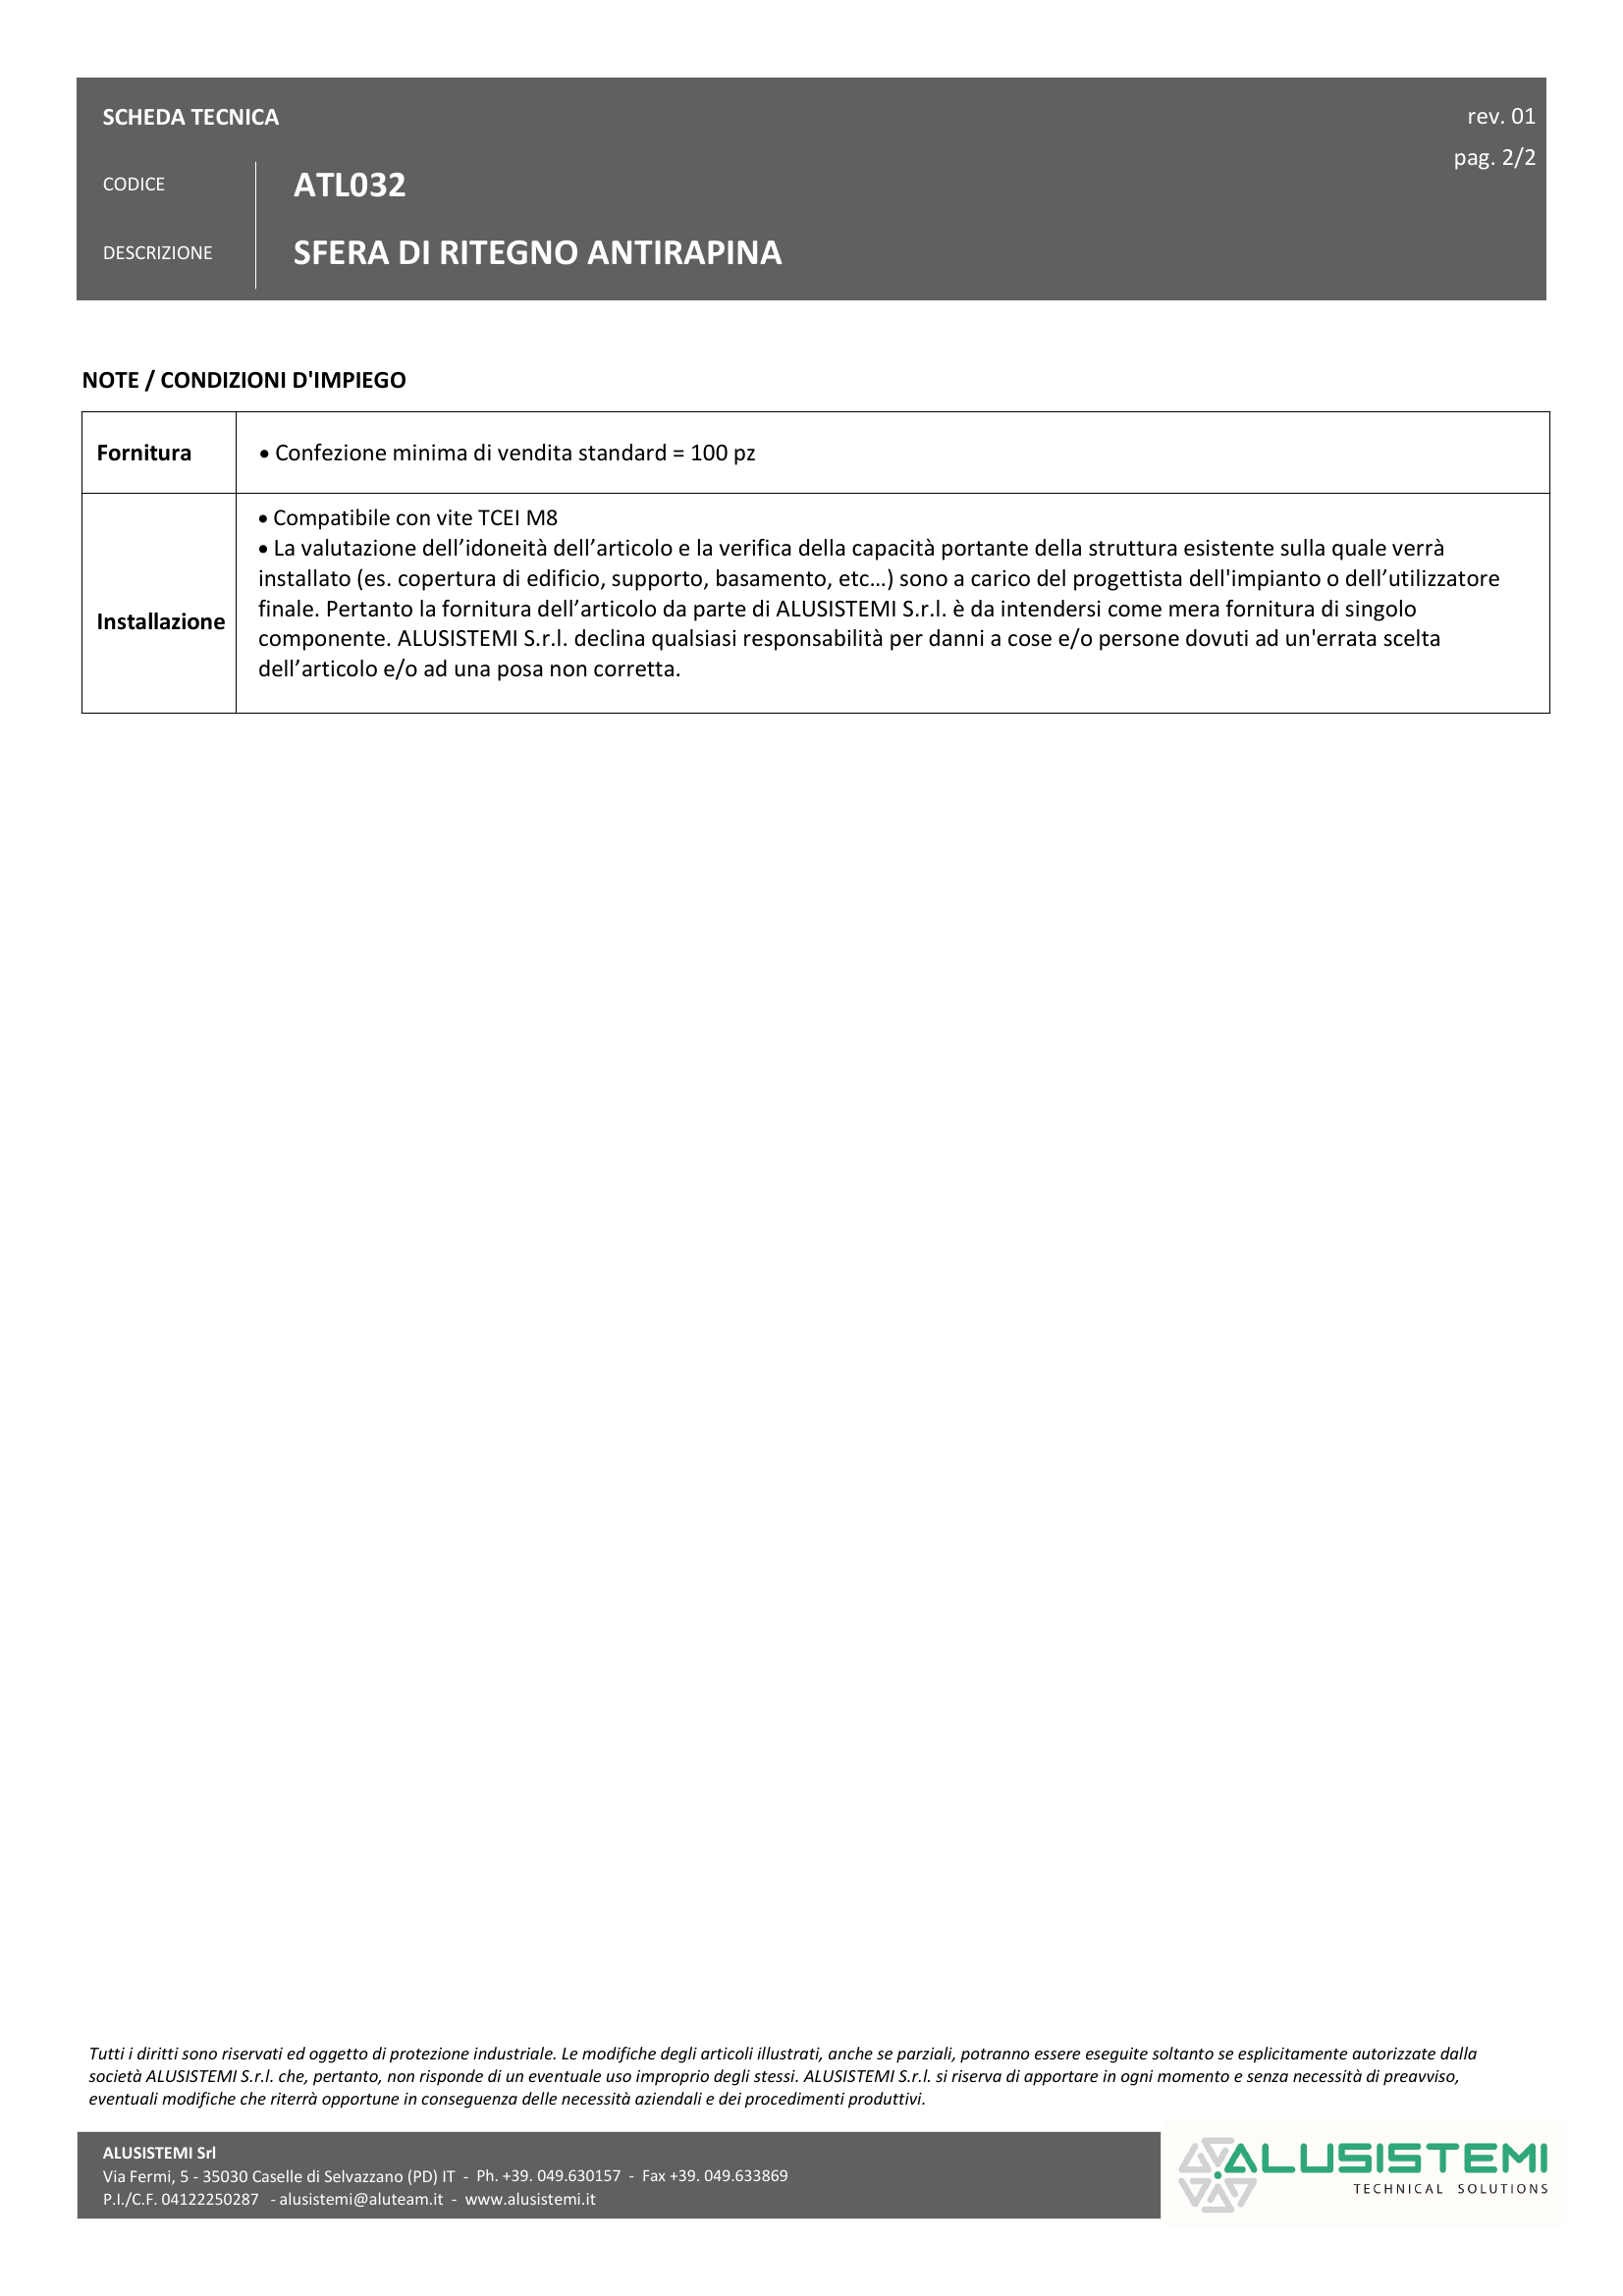 SCHEDA TECNICA
rev. 01
pag. 2/2
CODICE
ATL032
DESCRIZIONE
SFERA DI RITEGNO ANTIRAPINA
NOTE / CONDIZIONI D'IMPIEGO
Fornitura
• Confezione minima di vendita standard = 100 pz
Installazione
• Compatibile con vite TCEI M8
• La valutazione dell’idoneità dell’articolo e la verifica della capacità portante della struttura esistente sulla quale verrà
installato (es. copertura di edificio, supporto, basamento, etc…) sono a carico del progettista dell'impianto o dell’utilizzatore
finale. Pertanto la fornitura dell’articolo da parte di ALUSISTEMI S.r.l. è da intendersi come mera fornitura di singolo
componente. ALUSISTEMI S.r.l. declina qualsiasi responsabilità per danni a cose e/o persone dovuti ad un'errata scelta
dell’articolo e/o ad una posa non corretta.
Tutti i diritti sono riservati ed oggetto di protezione industriale. Le modifiche degli articoli illustrati, anche se parziali, potranno essere eseguite soltanto se esplicitamente autorizzate dalla
società ALUSISTEMI S.r.l. che, pertanto, non risponde di un eventuale uso improprio degli stessi. ALUSISTEMI S.r.l. si riserva di apportare in ogni momento e senza necessità di preavviso,
eventuali modifiche che riterrà opportune in conseguenza delle necessità aziendali e dei procedimenti produttivi.
ALUSISTEMI Srl
Via Fermi, 5 - 35030 Caselle di Selvazzano (PD) IT - Ph. +39. 049.630157 - Fax +39. 049.633869
P.I./C.F. 04122250287 - alusistemi@aluteam.it - www.alusistemi.it
ALUSISTEMI
TECHNICAL SOLUTIONS